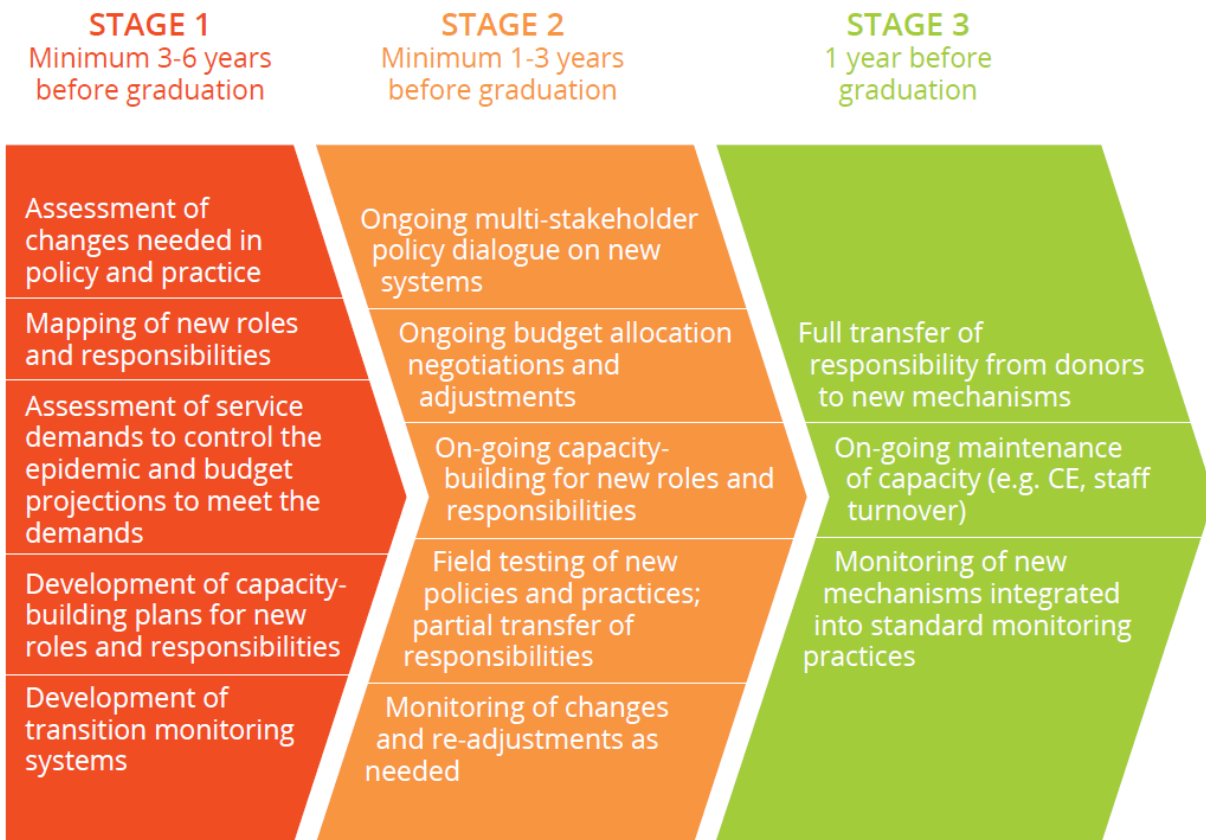 STAGE 1
Minimum 3-6 years
before graduation
STAGE 2
Minimum 1-3 years
before graduation
STAGE 3
1 year before
graduation
Assessment of
changes needed in
policy and practice
Mapping of new roles
and responsibilities
Assessment of service
demands to control the
epidemic and budget
projections to meet the
demands
Development of capacity-
building plans for new
roles and responsibilities
Development of
transition monitoring
systems
Ongoing multi-stakeholder
policy dialogue on new
systems
Ongoing budget allocation
negotiations and
adjustments
On-going capacity-
building for new roles and
responsibilities
Field testing of new
policies and practices;
partial transfer of
responsibilities
Monitoring of changes
and re-adjustments as
needed
Full transfer of
responsibility from donors
to new mechanisms
On-going maintenance
of capacity (e.g. CE, staff
turnover)
Monitoring of new
mechanisms integrated
into standard monitoring
practices